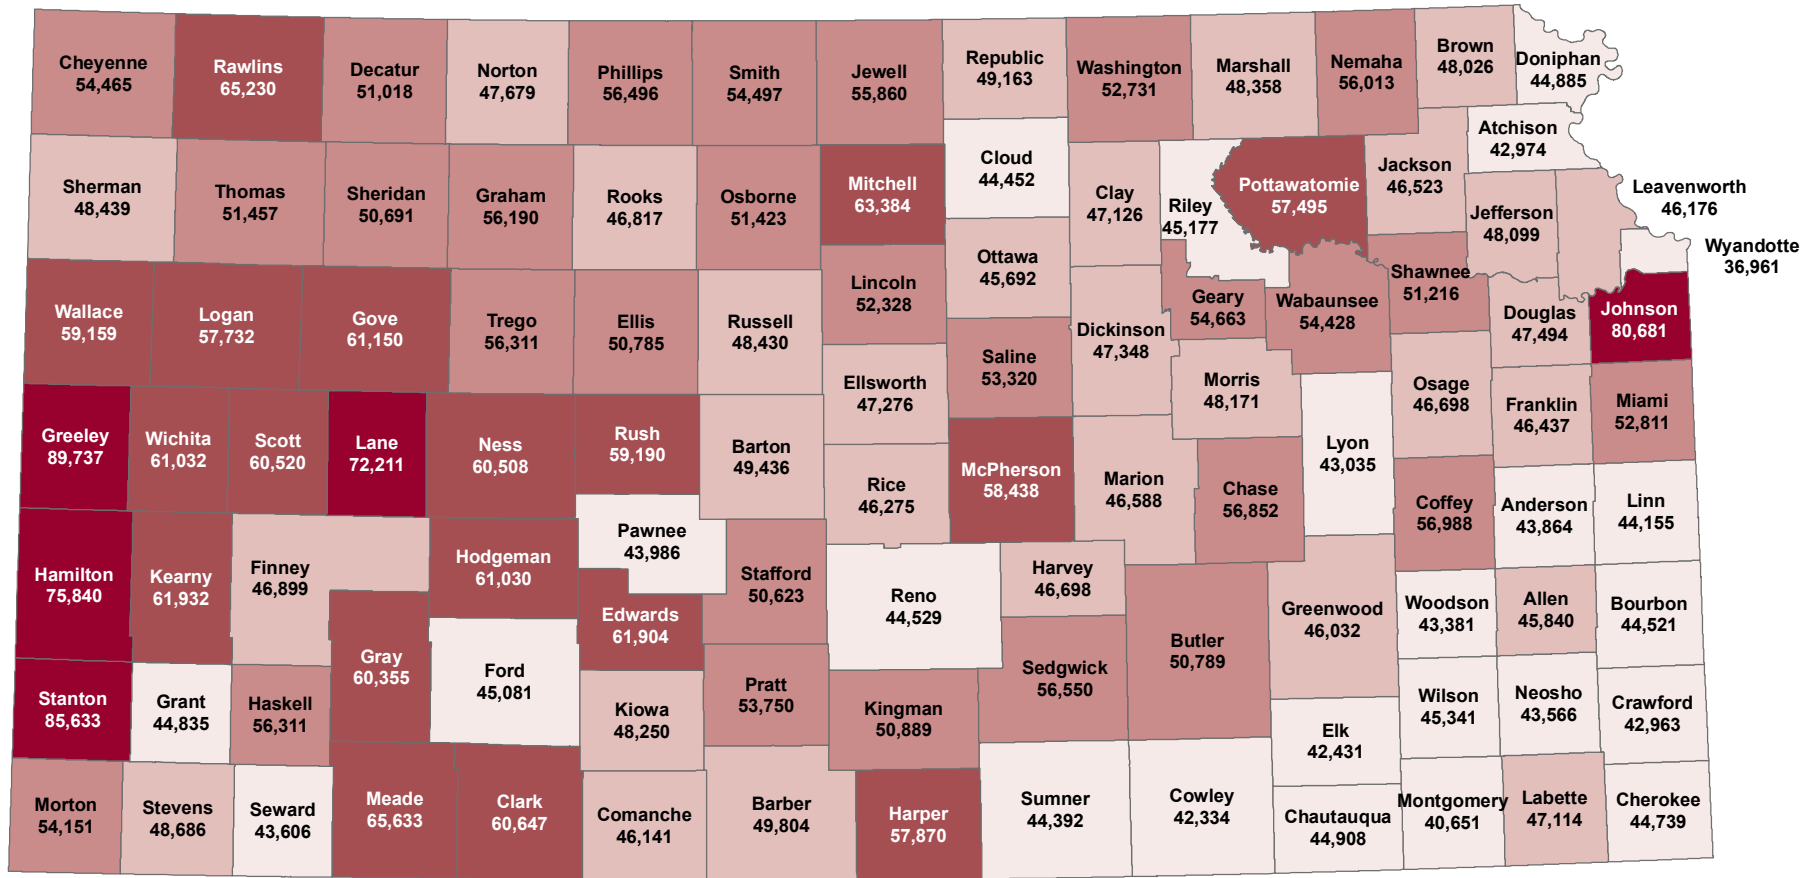 Cheyenne
54,465
Rawlins
65,230
Decatur
51,018
Norton
47,679
Phillips
56,496
Smith
54,497
Jewell
55,860
Republic
49,163
Washington
52,731
Marshall
48,358
Nemaha
56,013
Brown
48,026
Doniphan
44,885
Atchison
42,974
Sherman
48,439
Thomas
51,457
Sheridan
50,691
Graham
56,190
Rooks
46,817
Osborne
51,423
Mitchell
63,384
Cloud
44,452
Clay
47,126
Riley
45,177
Pottawatomie
57,495
Jackson
46,523
Jefferson
48,099
Leavenworth
46,176
Wyandotte
36,961
Wallace
59,159
Logan
57,732
Gove
61,150
Trego
56,311
Ellis
50,785
Russell
48,430
Lincoln
52,328
Ottawa
45,692
Saline
53,320
Dickinson
47,348
Geary
54,663
Wabaunsee
54,428
Shawnee
51,216
Douglas
47,494
Johnson
80,681
Greeley
89,737
Wichita
61,032
Scott
60,520
Lane
72,211
Ness
60,508
Rush
59,190
Barton
49,436
Ellsworth
47,276
Rice
46,275
McPherson
58,438
Marion
46,588
Morris
48,171
Chase
56,852
Lyon
43,035
Osage
46,698
Franklin
46,437
Miami
52,811
Coffey
56,988
Anderson
43,864
Linn
44,155
Hamilton
75,840
Kearny
61,932
Finney
46,899
Hodgeman
61,030
Pawnee
43,986
Edwards
61,904
Stafford
50,623
Reno
44,529
Harvey
46,698
Sedgwick
56,550
Butler
50,789
Greenwood
46,032
Woodson
43,381
Allen
45,840
Bourbon
44,521
Stanton
85,633
Grant
44,835
Haskell
56,311
Gray
60,355
Ford
45,081
Kiowa
48,250
Pratt
53,750
Kingman
50,889
Elk
42,431
Wilson
45,341
Neosho
43,566
Crawford
42,963
Morton
54,151
Stevens
48,686
Seward
43,606
Meade
65,633
Clark
60,647
Comanche
46,141
Barber
49,804
Harper
57,870
Sumner
44,392
Cowley
42,334
Chautauqua
44,908
Montgomery
40,651
Labette
47,114
Cherokee
44,739